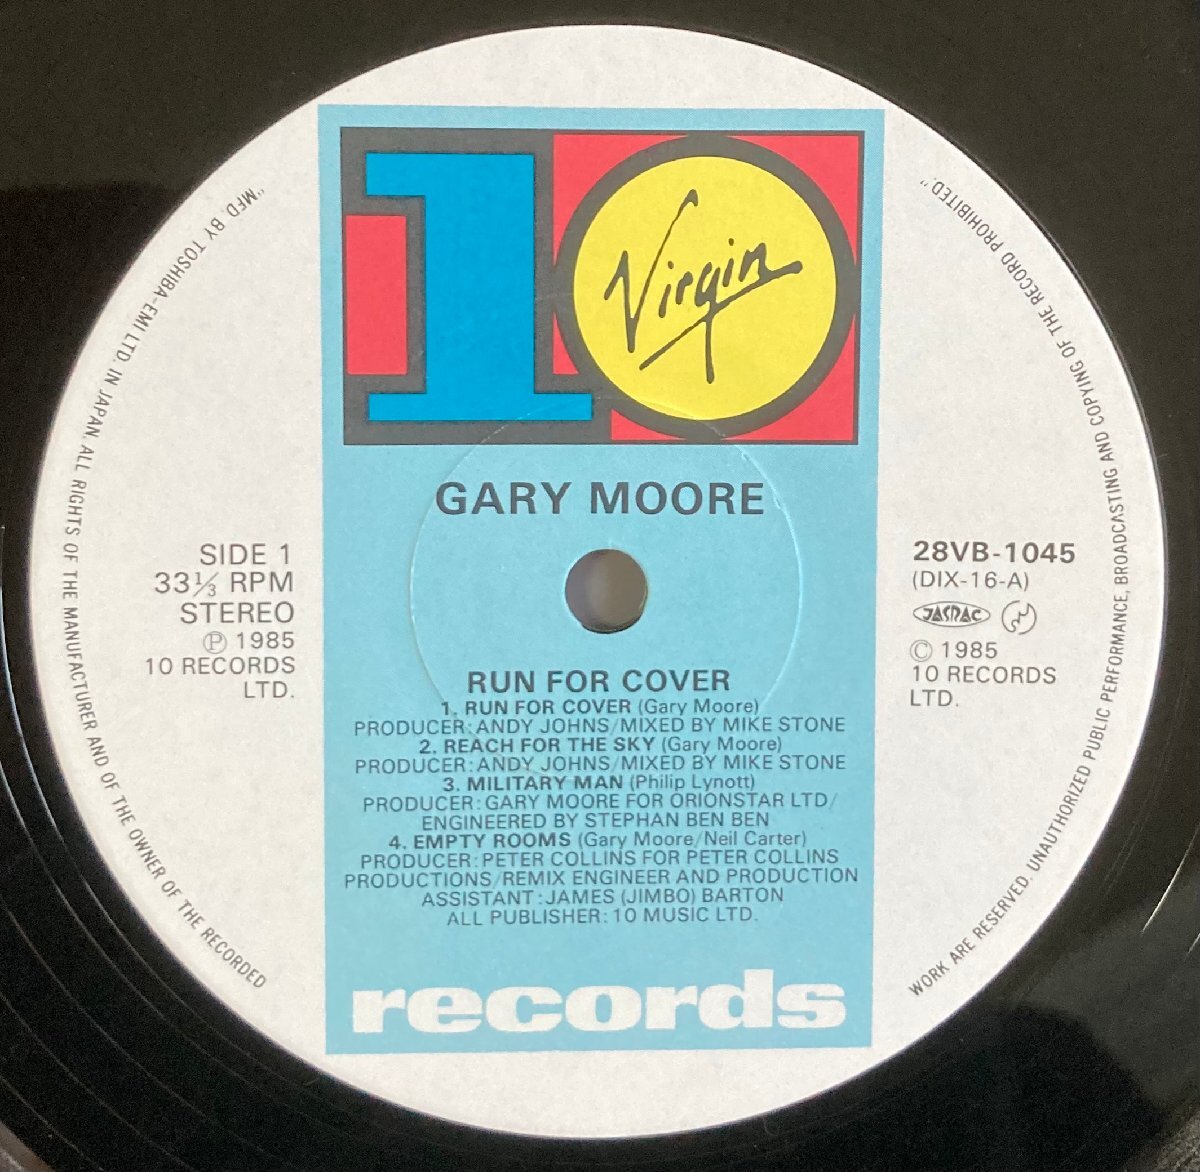 10
Virgin
GARY MOORE
SIDE 1
33⅓ RPM
STEREO
Ⓟ 1985
10 RECORDS
LTD.
28VB-1045
(DIX-16-A)
JASRAC
© 1985
10 RECORDS
LTD.
RUN FOR COVER
1. RUN FOR COVER (Gary Moore)
PRODUCER: ANDY JOHNS/MIXED BY MIKE STONE
2. REACH FOR THE SKY (Gary Moore)
PRODUCER: ANDY JOHNS/MIXED BY MIKE STONE
3. MILITARY MAN (Philip Lynott)
PRODUCER: GARY MOORE FOR ORIONSTAR LTD/
ENGINEERED BY STEPHAN BEN BEN
4. EMPTY ROOMS (Gary Moore/Neil Carter)
PRODUCER: PETER COLLINS FOR PETER COLLINS
PRODUCTIONS/REMIX ENGINEER AND PRODUCTION
ASSISTANT: JAMES (JIMBO) BARTON
ALL PUBLISHER: 10 MUSIC LTD.
records
"MFD BY TOSHIBA-EMI LTD. IN JAPAN. ALL RIGHTS OF THE MANUFACTURER AND OF THE OWNER OF THE RECORDED
WORK ARE RESERVED. UNAUTHORIZED PUBLIC PERFORMANCE, BROADCASTING AND COPYING OF THE RECORD PROHIBITED."